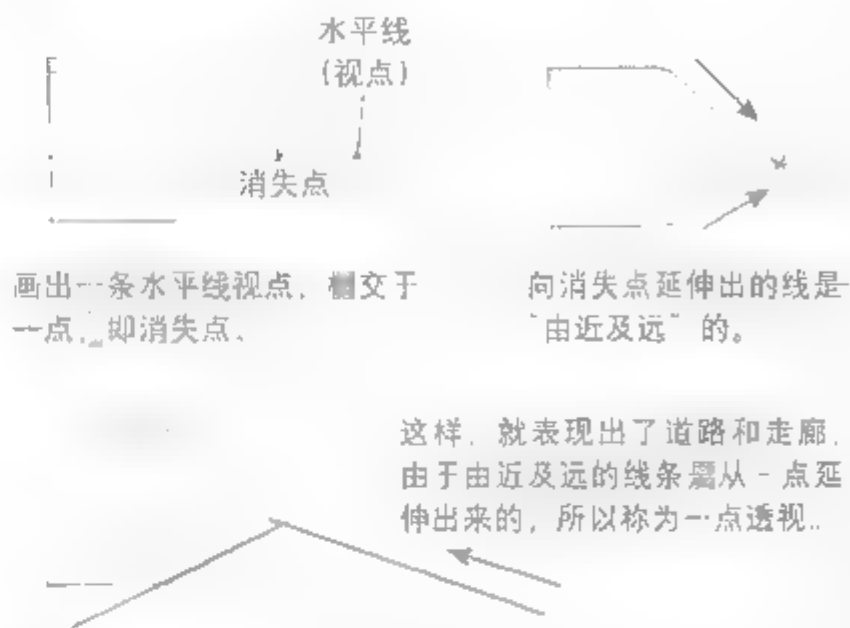 水平线
(视点)
消失点
画出一条水平线视点、相交于
一点，即消失点、
向消失点延伸出的线是
“由近及远” 的。
这样，就表现出了道路和走廊，
由于由近及远的线条 从一点延
伸出来的，所以称为一点透视。